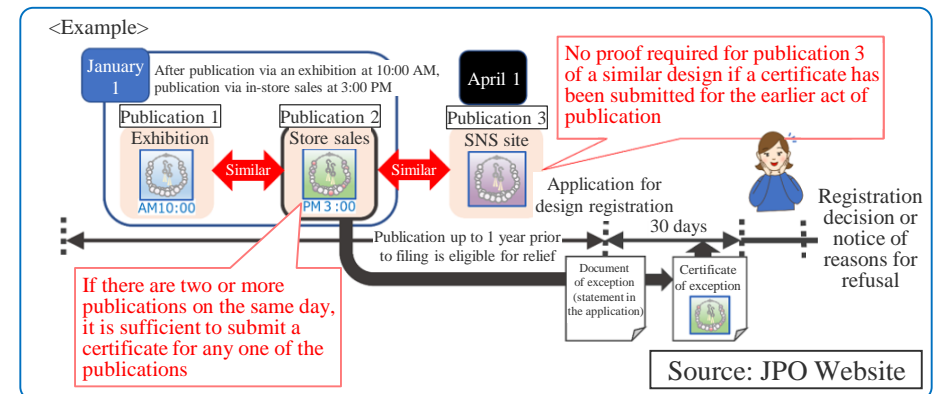 <Example>
January
1
After publication via an exhibition at 10:00 AM,
publication via in-store sales at 3:00 PM
Publication 1
Exhibition
AM10:00
Similar
Publication 2
Store sales
PM 3:00
Similar
April 1
Publication 3
SNS site
No proof required for publication 3
of a similar design if a certificate has
been submitted for the earlier act of
publication
Application for
design registration
Publication up to 1 year prior
to filing is eligible for relief
30 days
Registration
decision or
notice of
reasons for
refusal
If there are two or more
publications on the same day,
it is sufficient to submit a
certificate for any one of the
publications
Document
of exception
(statement in
the application)
Certificate
of exception
Source: JPO Website